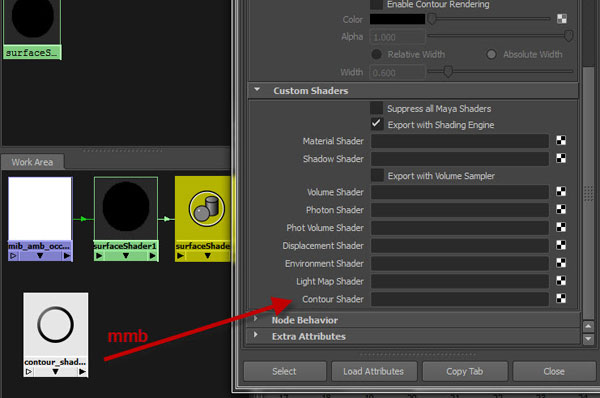 surfaceS...
Work Area
mib_amb_occ...
surfaceShader1
surfaceShade
contour_shad...
mmb
Enable Contour Rendering
Color
Alpha 1.000
Relative Width Absolute Width
Width 0.600
Custom Shaders
Suppress all Maya Shaders
Export with Shading Engine
Material Shader
Shadow Shader
Export with Volume Sampler
Volume Shader
Photon Shader
Phot Volume Shader
Displacement Shader
Environment Shader
Light Map Shader
Contour Shader
Node Behavior
Extra Attributes
Select Load Attributes Copy Tab Close